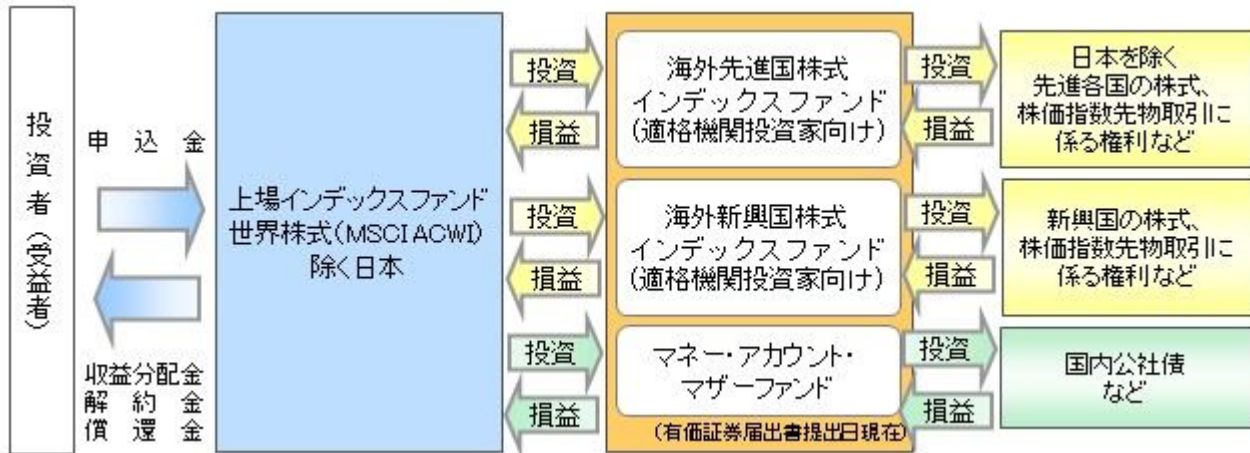 投資者（受益者）
申込金
収益分配金
解約金
償還金
上場インデックスファンド
世界株式(MSCI ACWI)
除く日本
投資
損益
投資
損益
投資
損益
海外先進国株式
インデックスファンド
(適格機関投資家向け)
海外新興国株式
インデックスファンド
(適格機関投資家向け)
マネー・アカウント・
マザーファンド
(有価証券届出書提出日現在)
投資
損益
投資
損益
投資
損益
日本を除く
先進各国の株式、
株価指数先物取引に
係る権利など
新興国の株式、
株価指数先物取引に
係る権利など
国内公社債
など